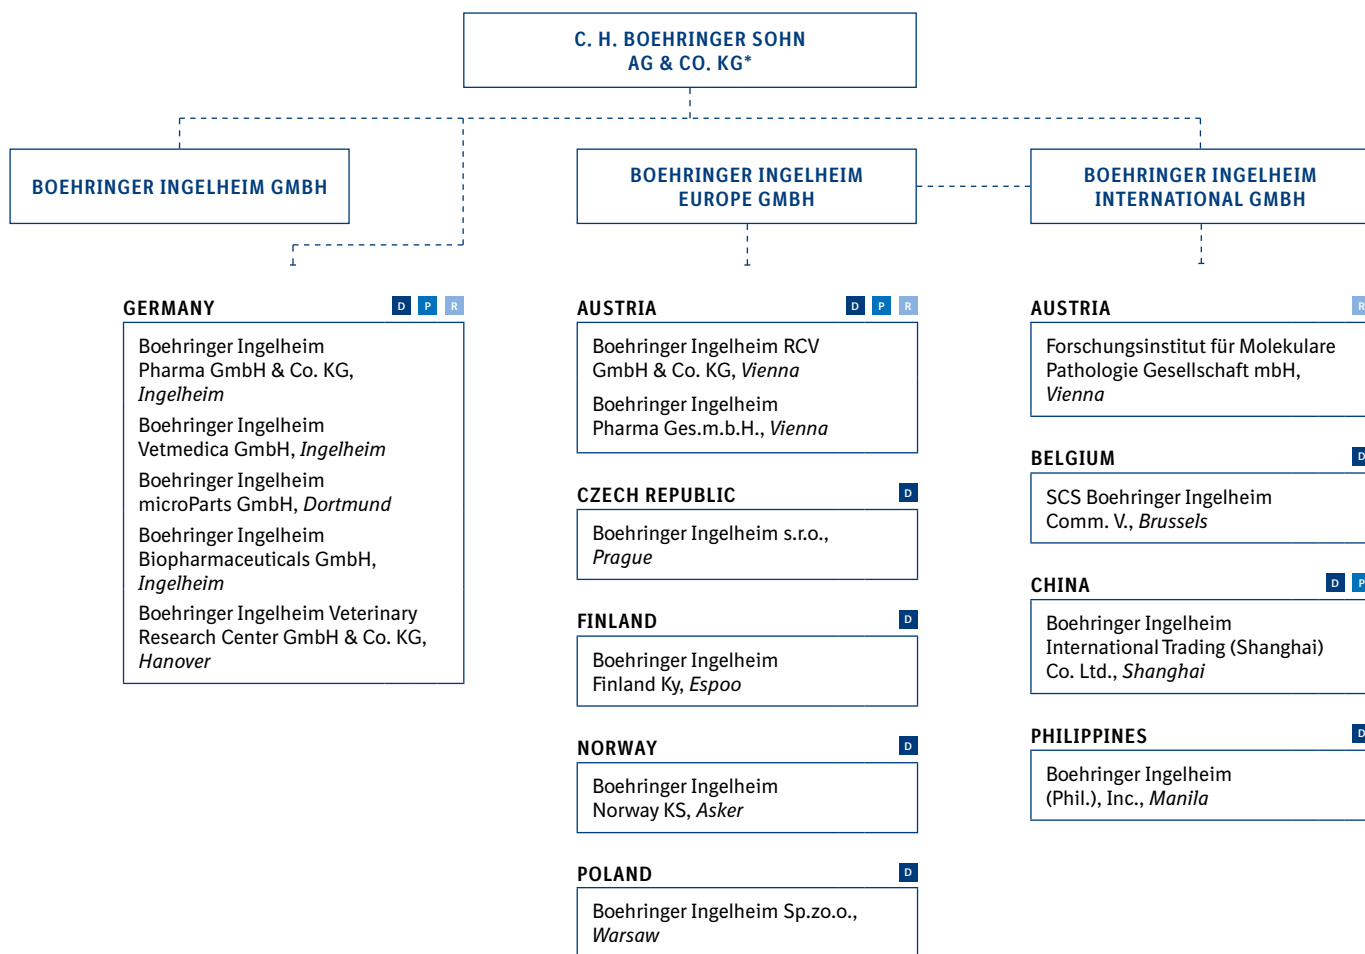 C. H. BOEHRINGER SOHN
AG & CO. KG*
BOEHRINGER INGELHEIM GMBH
BOEHRINGER INGELHEIM
EUROPE GMBH
BOEHRINGER INGELHEIM
INTERNATIONAL GMBH
GERMANY D P R
Boehringer Ingelheim
Pharma GmbH & Co. KG,
Ingelheim
Boehringer Ingelheim
Vetmedica GmbH, Ingelheim
Boehringer Ingelheim
microParts GmbH, Dortmund
Boehringer Ingelheim
Biopharmaceuticals GmbH,
Ingelheim
Boehringer Ingelheim Veterinary
Research Center GmbH & Co. KG,
Hanover
AUSTRIA D P R
Boehringer Ingelheim RCV
GmbH & Co. KG, Vienna
Boehringer Ingelheim
Pharma Ges.m.b.H., Vienna
CZECH REPUBLIC D
Boehringer Ingelheim s.r.o.,
Prague
FINLAND D
Boehringer Ingelheim
Finland Ky, Espoo
NORWAY D
Boehringer Ingelheim
Norway KS, Asker
POLAND D
Boehringer Ingelheim Sp.zo.o.,
Warsaw
AUSTRIA R
Forschungsinstitut für Molekulare
Pathologie Gesellschaft mbH,
Vienna
BELGIUM D
SCS Boehringer Ingelheim
Comm. V., Brussels
CHINA D P
Boehringer Ingelheim
International Trading (Shanghai)
Co. Ltd., Shanghai
PHILIPPINES D
Boehringer Ingelheim
(Phil.), Inc., Manila